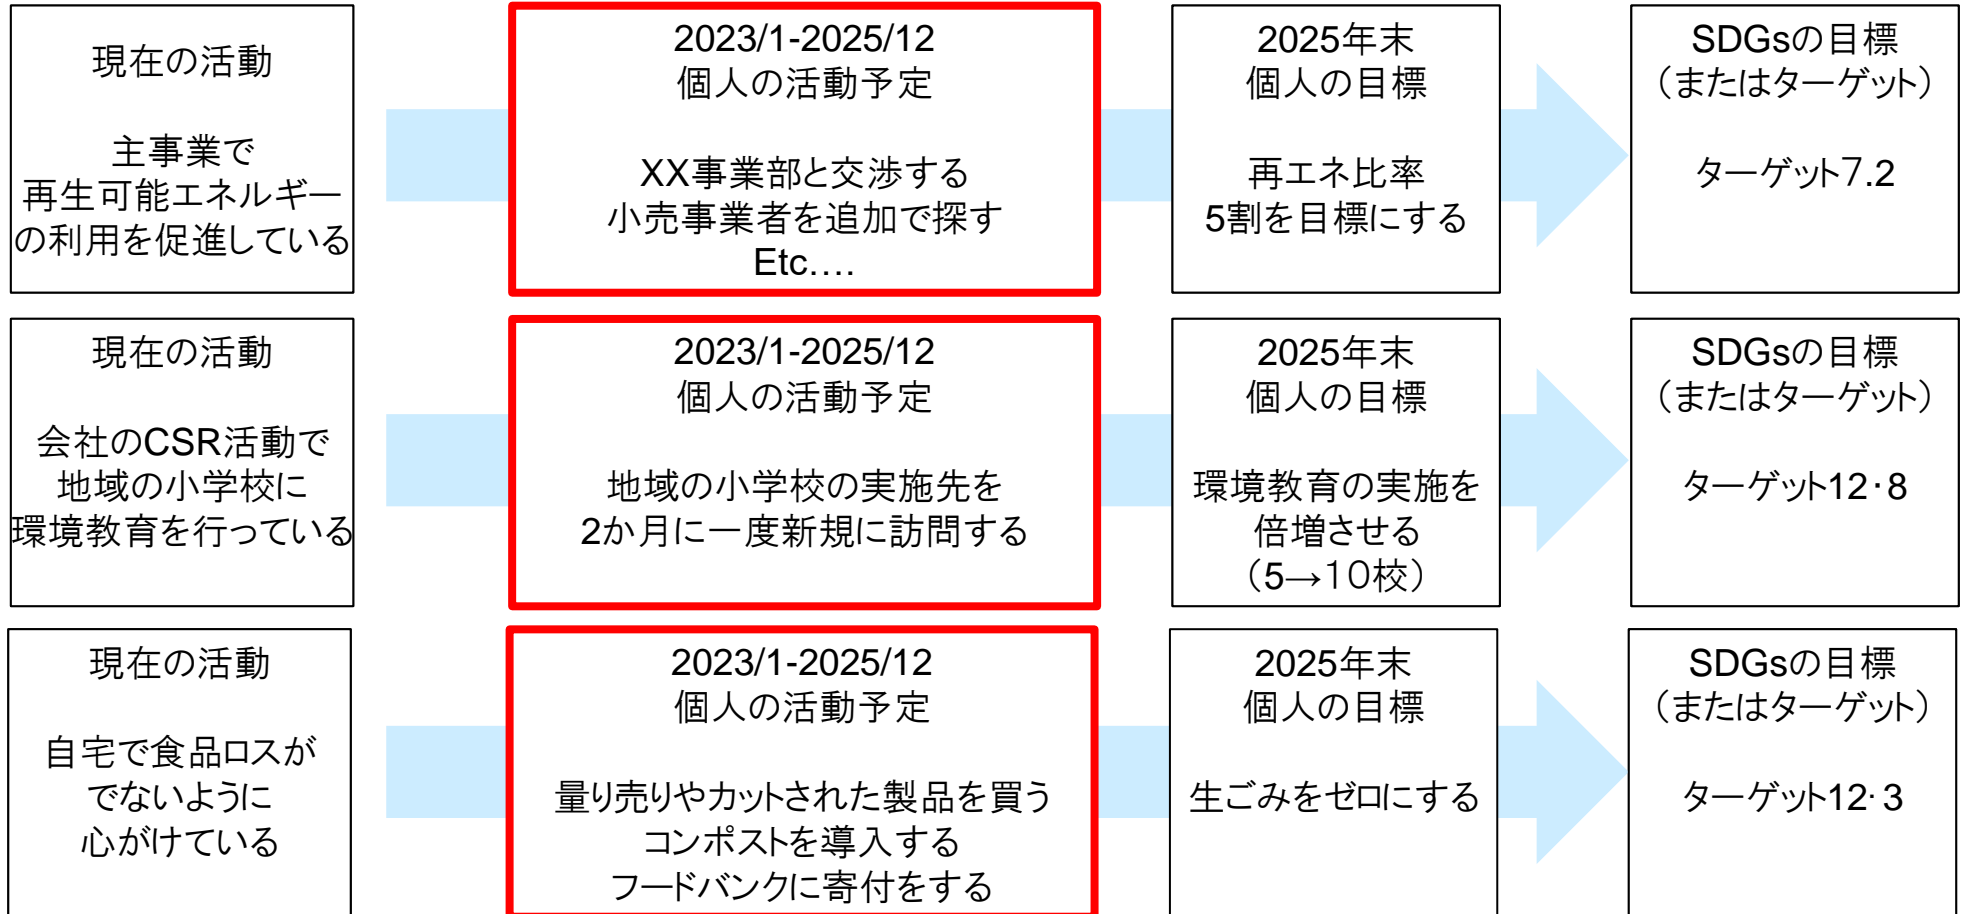 現在の活動
主事業で
再生可能エネルギー
の利用を促進している
2023/1-2025/12
個人の活動予定
XX事業部と交渉する
小売事業者を追加で探す
Etc....
2025年末
個人の目標
再エネ比率
5割を目標にする
SDGsの目標
（またはターゲット）
ターゲット7.2
現在の活動
会社のCSR活動で
地域の小学校に
環境教育を行っている
2023/1-2025/12
個人の活動予定
地域の小学校の実施先を
2か月に一度新規に訪問する
2025年末
個人の目標
環境教育の実施を
倍増させる
（5→10校）
SDGsの目標
（またはターゲット）
ターゲット12･8
現在の活動
自宅で食品ロスが
でないように
心がけている
2023/1-2025/12
個人の活動予定
量り売りやカットされた製品を買う
コンポストを導入する
フードバンクに寄付をする
2025年末
個人の目標
生ごみをゼロにする
SDGsの目標
（またはターゲット）
ターゲット12･3